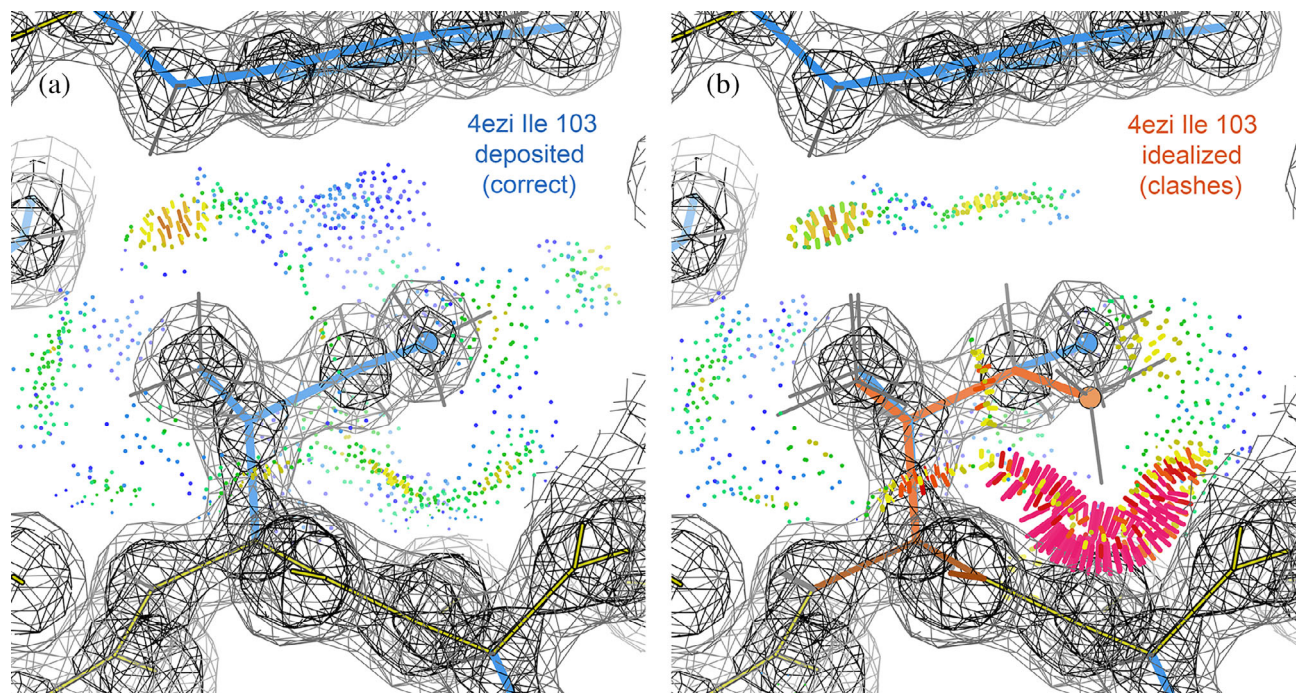 (a)
4ezi Ile 103
deposited
(correct)
(b)
4ezi Ile 103
idealized
(clashes)